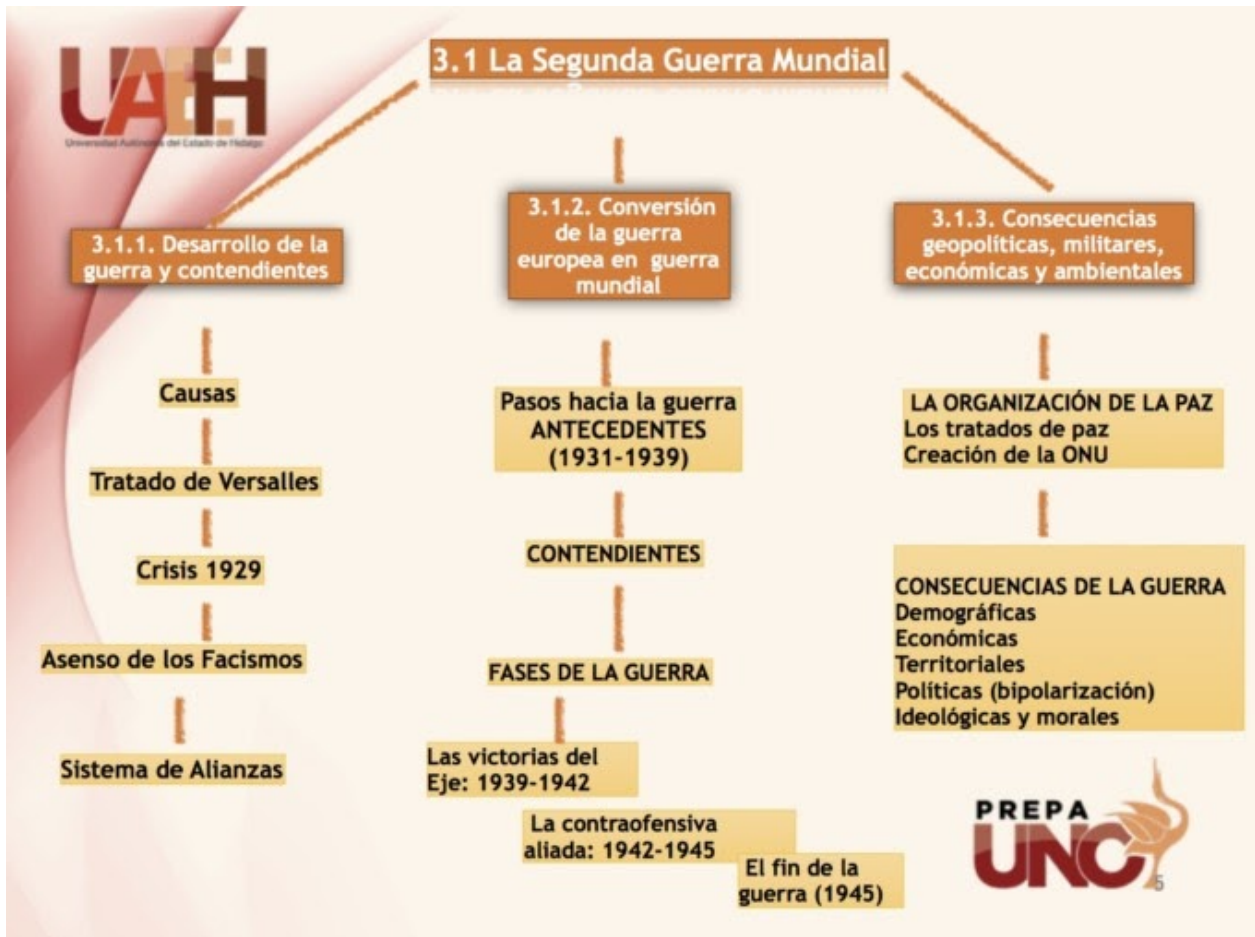 UAEH
Universidad Autónoma del Estado de Hidalgo
3.1 La Segunda Guerra Mundial
3.1.1. Desarrollo de la
guerra y contendientes
Causas
Tratado de Versalles
Crisis 1929
Asenso de los Facismos
Sistema de Alianzas
3.1.2. Conversión
de la guerra
europea en guerra
mundial
Pasos hacia la guerra
ANTECEDENTES
(1931-1939)
CONTENDIENTES
FASES DE LA GUERRA
Las victorias del
Eje: 1939-1942
La contraofensiva
aliada: 1942-1945
El fin de la
guerra (1945)
3.1.3. Consecuencias
geopolíticas, militares,
económicas y ambientales
LA ORGANIZACIÓN DE LA PAZ
Los tratados de paz
Creación de la ONU
CONSECUENCIAS DE LA GUERRA
Demográficas
Económicas
Territoriales
Políticas (bipolarización)
Ideológicas y morales
PREPA
UNO
5